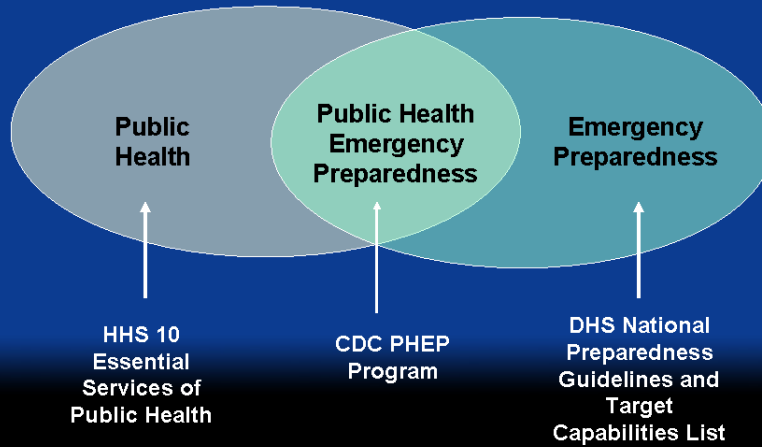 Public
Health
Public Health
Emergency
Preparedness
Emergency
Preparedness
HHS 10
Essential
Services of
Public Health
CDC PHEP
Program
DHS National
Preparedness
Guidelines and
Target
Capabilities List